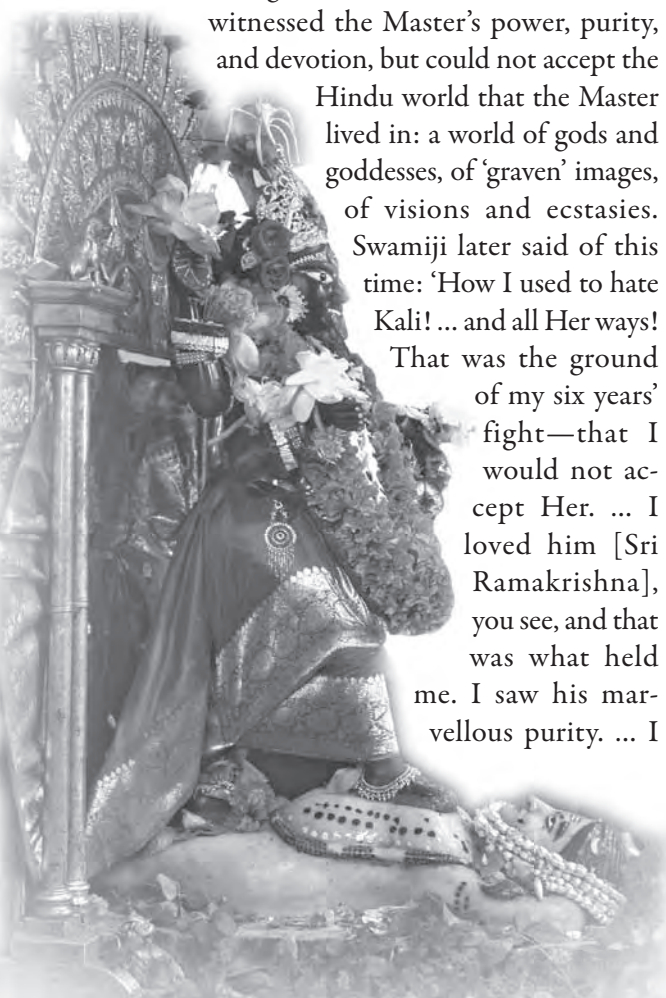 witnessed the Master’s power, purity,
and devotion, but could not accept the
Hindu world that the Master
lived in: a world of gods and
goddesses, of ‘graven’ images,
of visions and ecstasies.
Swamiji later said of this
time: ‘How I used to hate
Kali! ... and all Her ways!
That was the ground
of my six years’
fight—that I
would not ac-
cept Her. ... I
loved him [Sri
Ramakrishna],
you see, and that
was what held
me. I saw his mar-
vellous purity. ... I